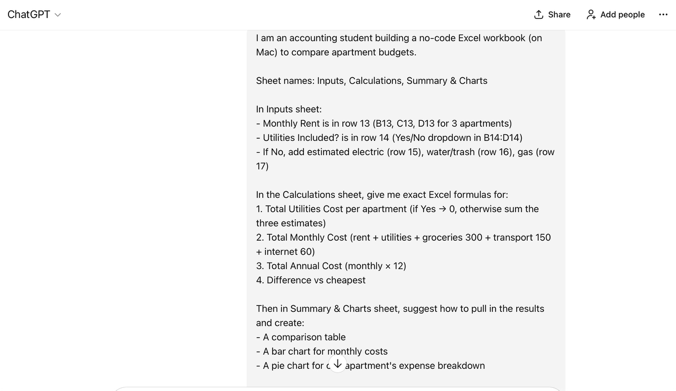 ChatGPT
Share
Add people
I am an accounting student building a no-code Excel workbook (on
Mac) to compare apartment budgets.
Sheet names: Inputs, Calculations, Summary & Charts
In Inputs sheet:
- Monthly Rent is in row 13 (B13, C13, D13 for 3 apartments)
- Utilities Included? is in row 14 (Yes/No dropdown in B14:D14)
- If No, add estimated electric (row 15), water/trash (row 16), gas (row
17)
In the Calculations sheet, give me exact Excel formulas for:
1. Total Utilities Cost per apartment (if Yes → 0, otherwise sum the
three estimates)
2. Total Monthly Cost (rent + utilities + groceries 300 + transport 150
+ internet 60)
3. Total Annual Cost (monthly × 12)
4. Difference vs cheapest
Then in Summary & Charts sheet, suggest how to pull in the results
and create:
- A comparison table
- A bar chart for monthly costs
- A pie chart for apartment's expense breakdown